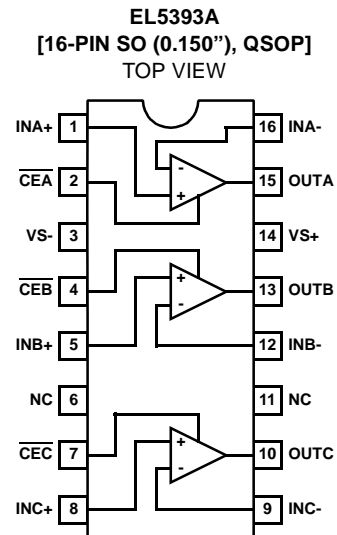 EL5393A
[16-PIN SO (0.150”), QSOP]
TOP VIEW
INA+ 1 16 INA-
CEA 2 - + 15 OUTA
VS- 3 14 VS+
CEB 4 + - 13 OUTB
INB+ 5 12 INB-
NC 6 11 NC
CEC 7 + - 10 OUTC
INC+ 8 9 INC-